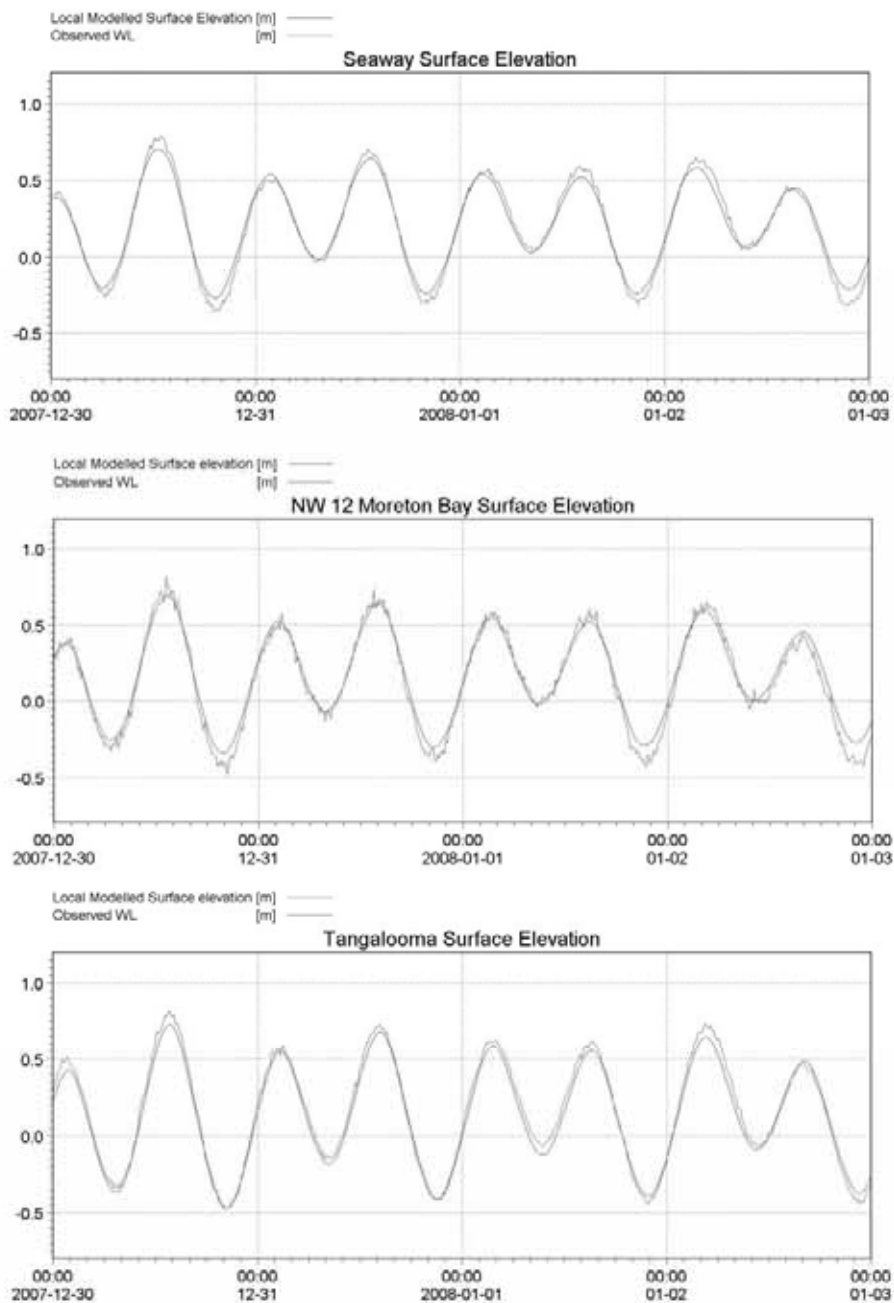 Local Modelled Surface Elevation [m]
Observed WL [m]
Seaway Surface Elevation
1.0
0.5
0.0
-0.5
00:00 00:00 00:00 00:00 00:00
2007-12-30 12-31 2008-01-01 01-02 01-03
Local Modelled Surface elevation [m]
Observed WL [m]
NW 12 Moreton Bay Surface Elevation
1.0
0.5
0.0
-0.5
00:00 00:00 00:00 00:00 00:00
2007-12-30 12-31 2008-01-01 01-02 01-03
Local Modelled Surface elevation [m]
Observed WL [m]
Tangalooma Surface Elevation
1.0
0.5
0.0
-0.5
00:00 00:00 00:00 00:00 00:00
2007-12-30 12-31 2008-01-01 01-02 01-03